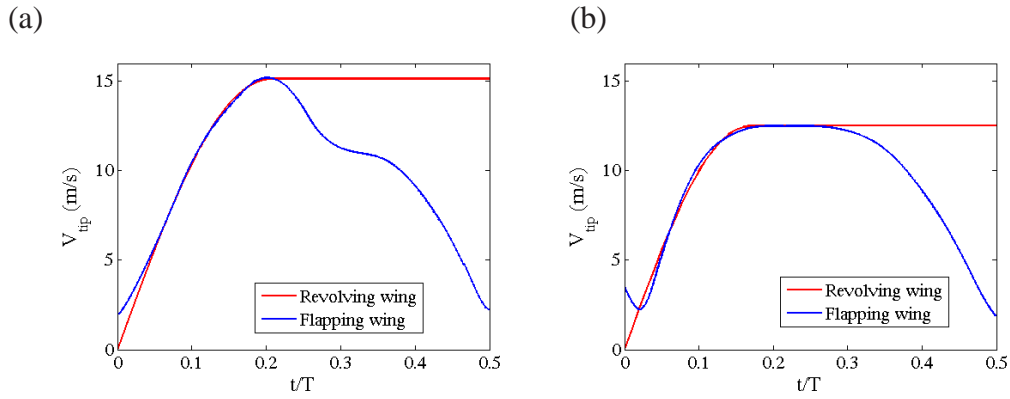 (a)
15
10
5
0
V_tip (m/s)
Revolving wing
Flapping wing
0 0.1 0.2 0.3 0.4 0.5
t/T
(b)
15
10
5
0
V_tip (m/s)
Revolving wing
Flapping wing
0 0.1 0.2 0.3 0.4 0.5
t/T